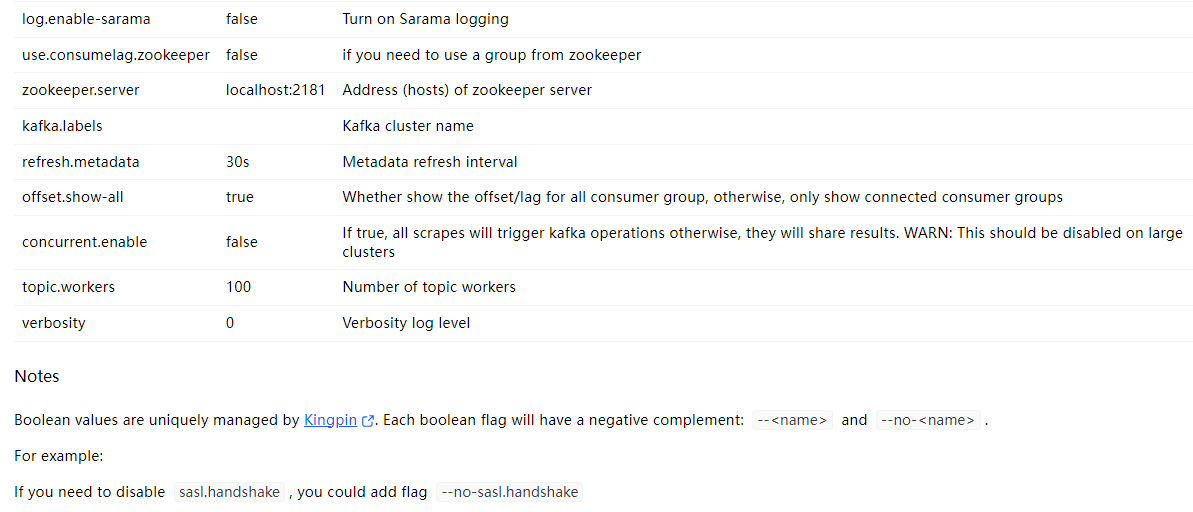 log.enable-sarama false Turn on Sarama logging
use.consumelag.zookeeper false if you need to use a group from zookeeper
zookeeper.server localhost:2181 Address (hosts) of zookeeper server
kafka.labels Kafka cluster name
refresh.metadata 30s Metadata refresh interval
offset.show-all true Whether show the offset/lag for all consumer group, otherwise, only show connected consumer groups
concurrent.enable false If true, all scrapes will trigger kafka operations otherwise, they will share results. WARN: This should be disabled on large
clusters
topic.workers 100 Number of topic workers
verbosity 0 Verbosity log level
Notes
Boolean values are uniquely managed by Kingpin. Each boolean flag will have a negative complement: --<name> and --no-<name> .
For example:
If you need to disable sasl.handshake , you could add flag --no-sasl.handshake